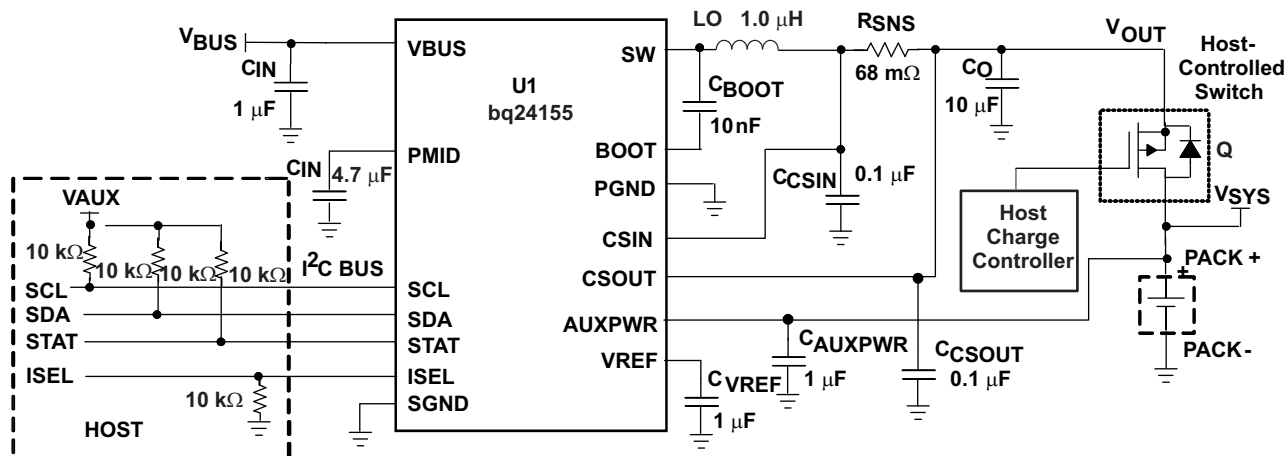 VBUS
CIN
1 μF
VBUS
U1
bq24155
SW
LO 1.0 μH
RSNS
68 mΩ
VOUT
CO
10 μF
Host-
Controlled
Switch
CBOOT
10nF
BOOT
Q
PMID
CIN
4.7 μF
PGND
CCSIN
0.1 μF
VSYS
Host
Charge
Controller
VAUX
10 kΩ
10 kΩ
10 kΩ
10 kΩ
I2C BUS
CSIN
CSOUT
PACK +
+
SCL
SCL
SDA
SDA
AUXPWR
STAT
STAT
VREF
CAUXPWR
1 μF
CCSOUT
0.1 μF
PACK-
ISEL
ISEL
CVREF
1 μF
10 kΩ
SGND
HOST